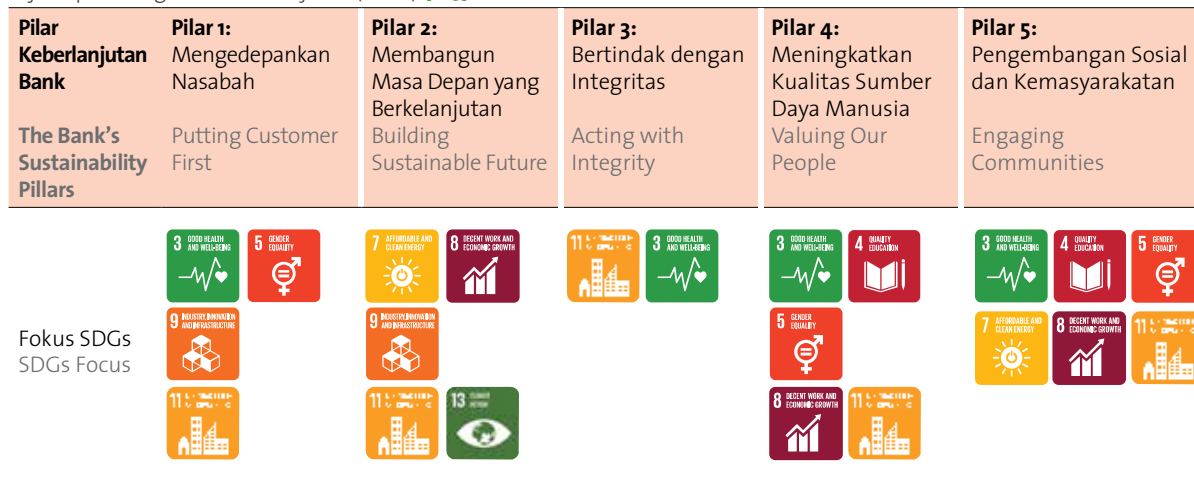 Pilar
Keberlanjutan
Bank
The Bank's
Sustainability
Pillars
Pilar 1:
Mengedepankan
Nasabah
Putting Customer
First
Pilar 2:
Membangun
Masa Depan yang
Berkelanjutan
Building
Sustainable Future
Pilar 3:
Bertindak dengan
Integritas
Acting with
Integrity
Pilar 4:
Meningkatkan
Kualitas Sumber
Daya Manusia
Valuing Our
People
Pilar 5:
Pengembangan Sosial
dan Kemasyarakatan
Engaging
Communities
Fokus SDGs
SDGs Focus
3 GOOD HEALTH
AND WELL-BEING
5 GENDER
EQUALITY
9 INDUSTRY, INNOVATION
AND INFRASTRUCTURE
11
7 AFFORDABLE AND
CLEAN ENERGY
8 DECENT WORK AND
ECONOMIC GROWTH
9 INDUSTRY, INNOVATION
AND INFRASTRUCTURE
11
13
11
3 GOOD HEALTH
AND WELL-BEING
3 GOOD HEALTH
AND WELL-BEING
4 QUALITY
EDUCATION
5 GENDER
EQUALITY
8 DECENT WORK AND
ECONOMIC GROWTH
11
3 GOOD HEALTH
AND WELL-BEING
4 QUALITY
EDUCATION
5 GENDER
EQUALITY
7 AFFORDABLE AND
CLEAN ENERGY
8 DECENT WORK AND
ECONOMIC GROWTH
11